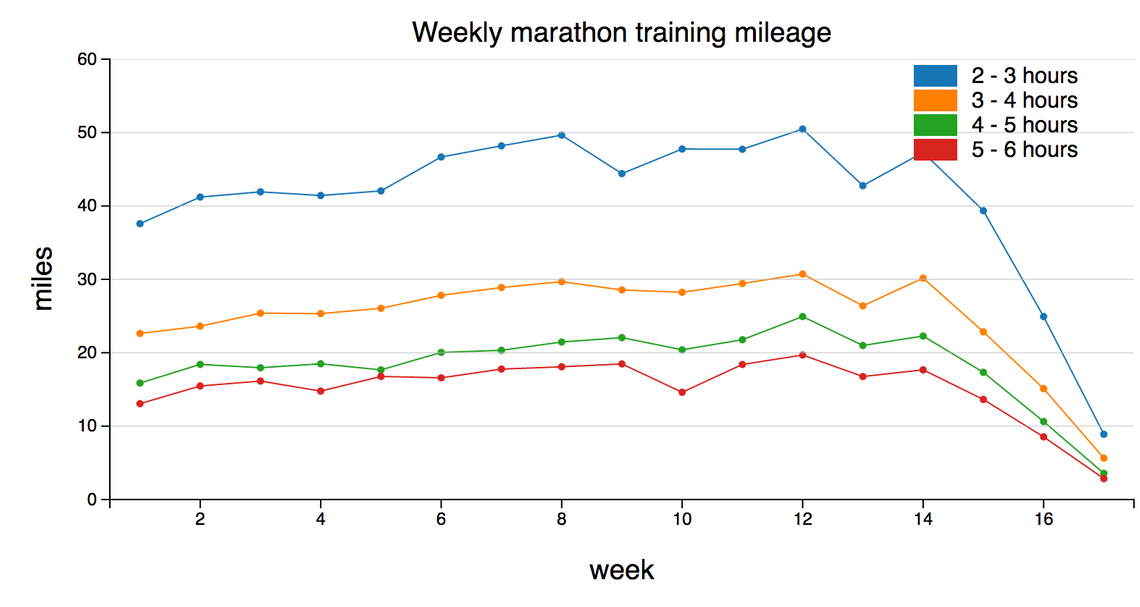 Weekly marathon training mileage
60
50
40
30
20
10
0
miles
2 - 3 hours
3 - 4 hours
4 - 5 hours
5 - 6 hours
2 4 6 8 10 12 14 16
week